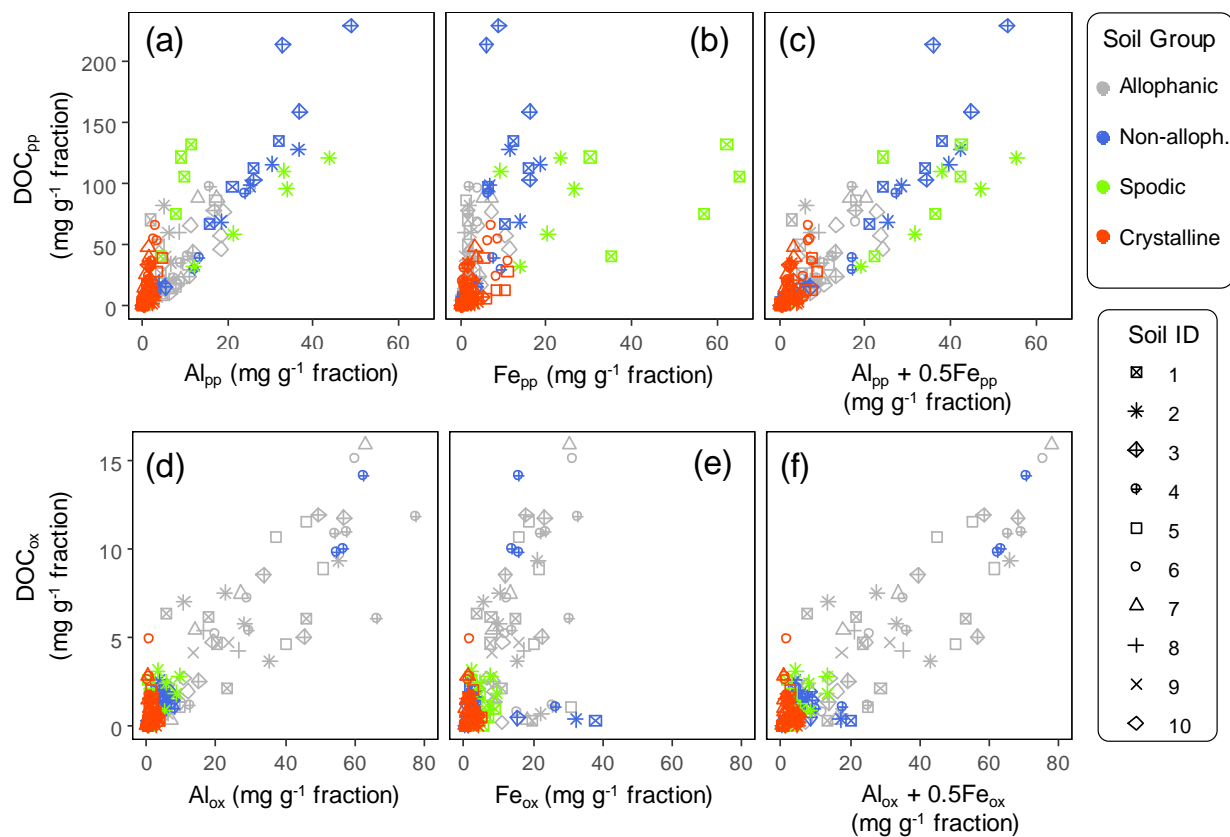 (a)
(b)
(c)
DOCpp
(mg g-1 fraction)
0
50
100
150
200
0
20
40
60
0
20
40
60
0
20
40
60
Alpp (mg g-1 fraction)
Fepp (mg g-1 fraction)
Alpp + 0.5Fepp
(mg g-1 fraction)
(d)
(e)
(f)
DOCox
(mg g-1 fraction)
0
5
10
15
0
20
40
60
80
0
20
40
60
80
0
20
40
60
80
Alox (mg g-1 fraction)
Feox (mg g-1 fraction)
Alox + 0.5Feox
(mg g-1 fraction)
Soil Group
Allophanic
Non-alloph.
Spodic
Crystalline
Soil ID
1
2
3
4
5
6
7
8
9
10